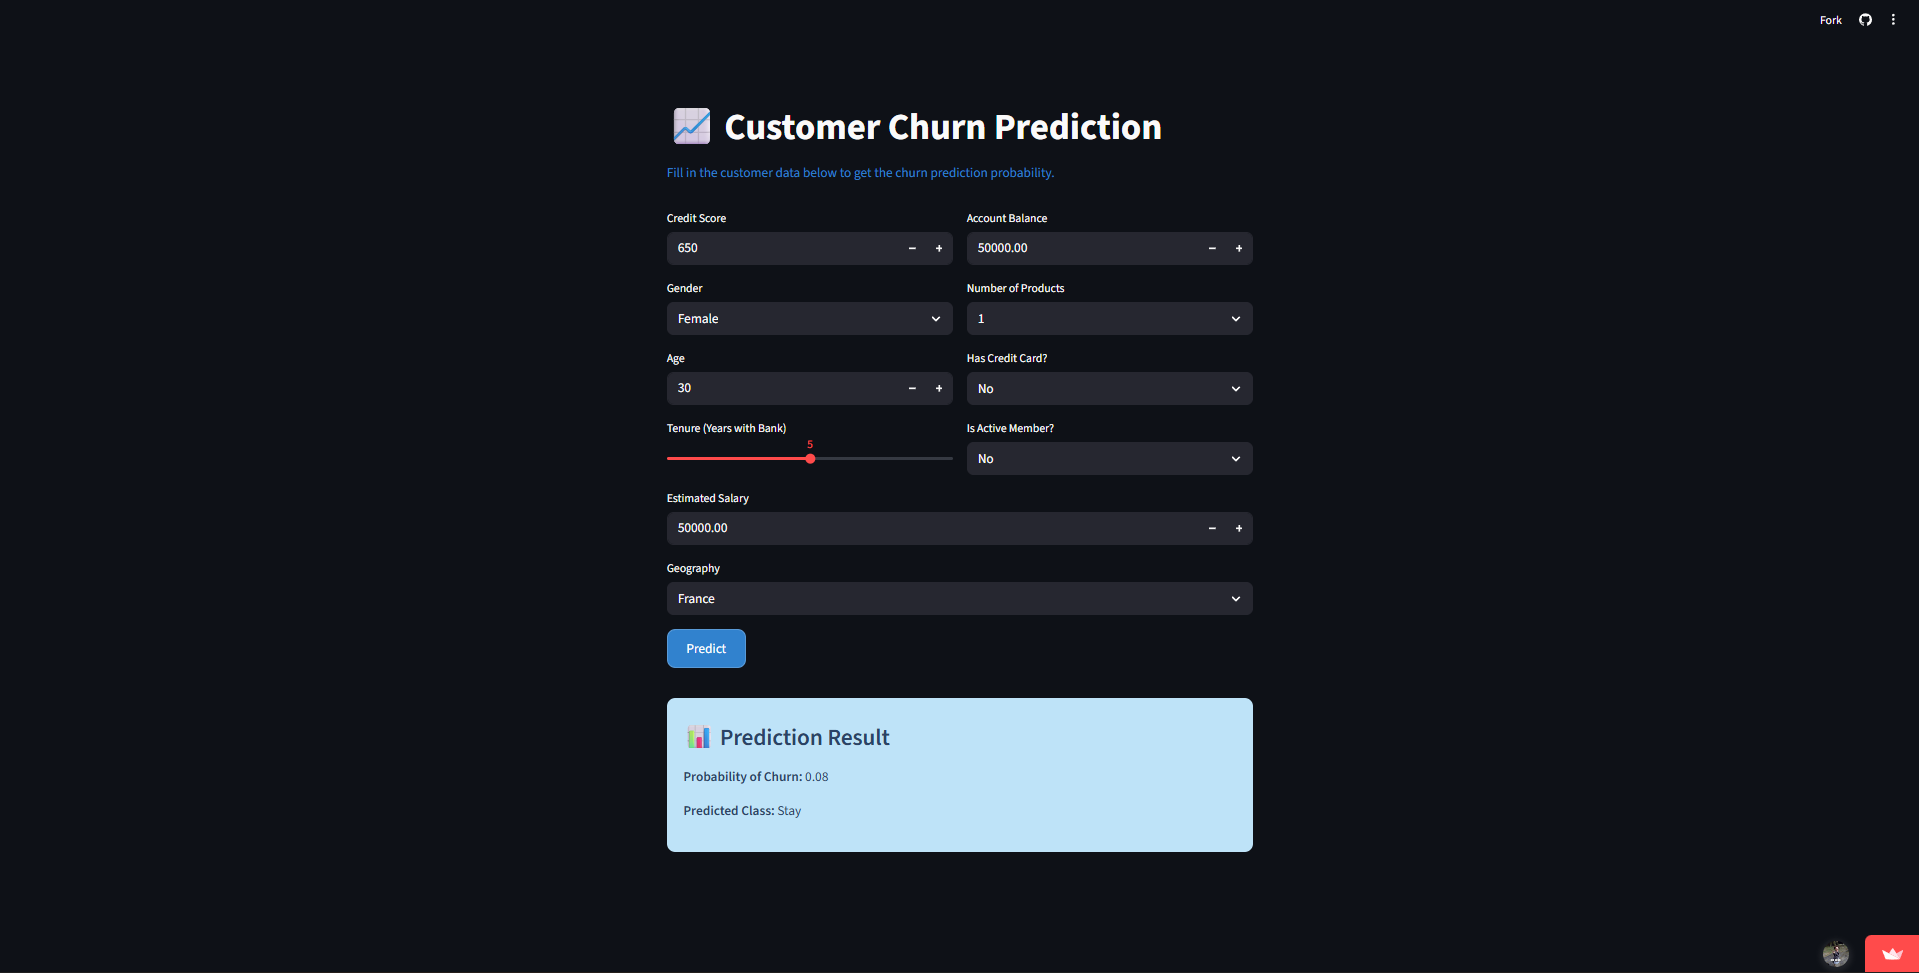 Fork
Customer Churn Prediction
Fill in the customer data below to get the churn prediction probability.
Credit Score
650
Account Balance
50000.00
Gender
Female
Number of Products
1
Age
30
Has Credit Card?
No
Tenure (Years with Bank)
5
Is Active Member?
No
Estimated Salary
50000.00
Geography
France
Predict
Prediction Result
Probability of Churn: 0.08
Predicted Class: Stay